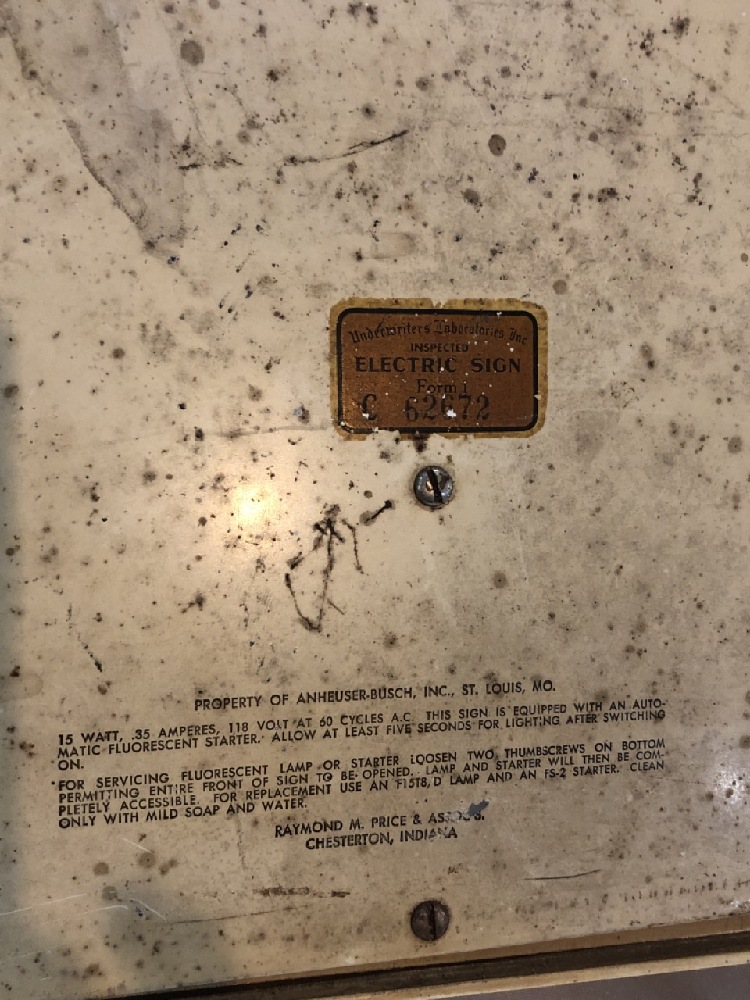 Underwriters Laboratories Inc
INSPECTED
ELECTRIC SIGN
Form 1
C 62672
PROPERTY OF ANHEUSER-BUSCH, INC., ST. LOUIS, MO.
15 WATT, .35 AMPERES, 118 VOLT AT 60 CYCLES A.C. THIS SIGN IS EQUIPPED WITH AN AUTO-
MATIC FLUORESCENT STARTER. ALLOW AT LEAST FIVE SECONDS FOR LIGHTING AFTER SWITCHING
ON.
FOR SERVICING FLUORESCENT LAMP OR STARTER LOOSEN TWO THUMBSCREWS ON BOTTOM
PERMITTING ENTIRE FRONT OF SIGN TO BE OPENED. LAMP AND STARTER WILL THEN BE COM-
PLETELY ACCESSIBLE. FOR REPLACEMENT USE AN F15T8, D LAMP AND AN FS-2 STARTER. CLEAN
ONLY WITH MILD SOAP AND WATER.
RAYMOND M. PRICE &
CHESTERTON, INDIANA